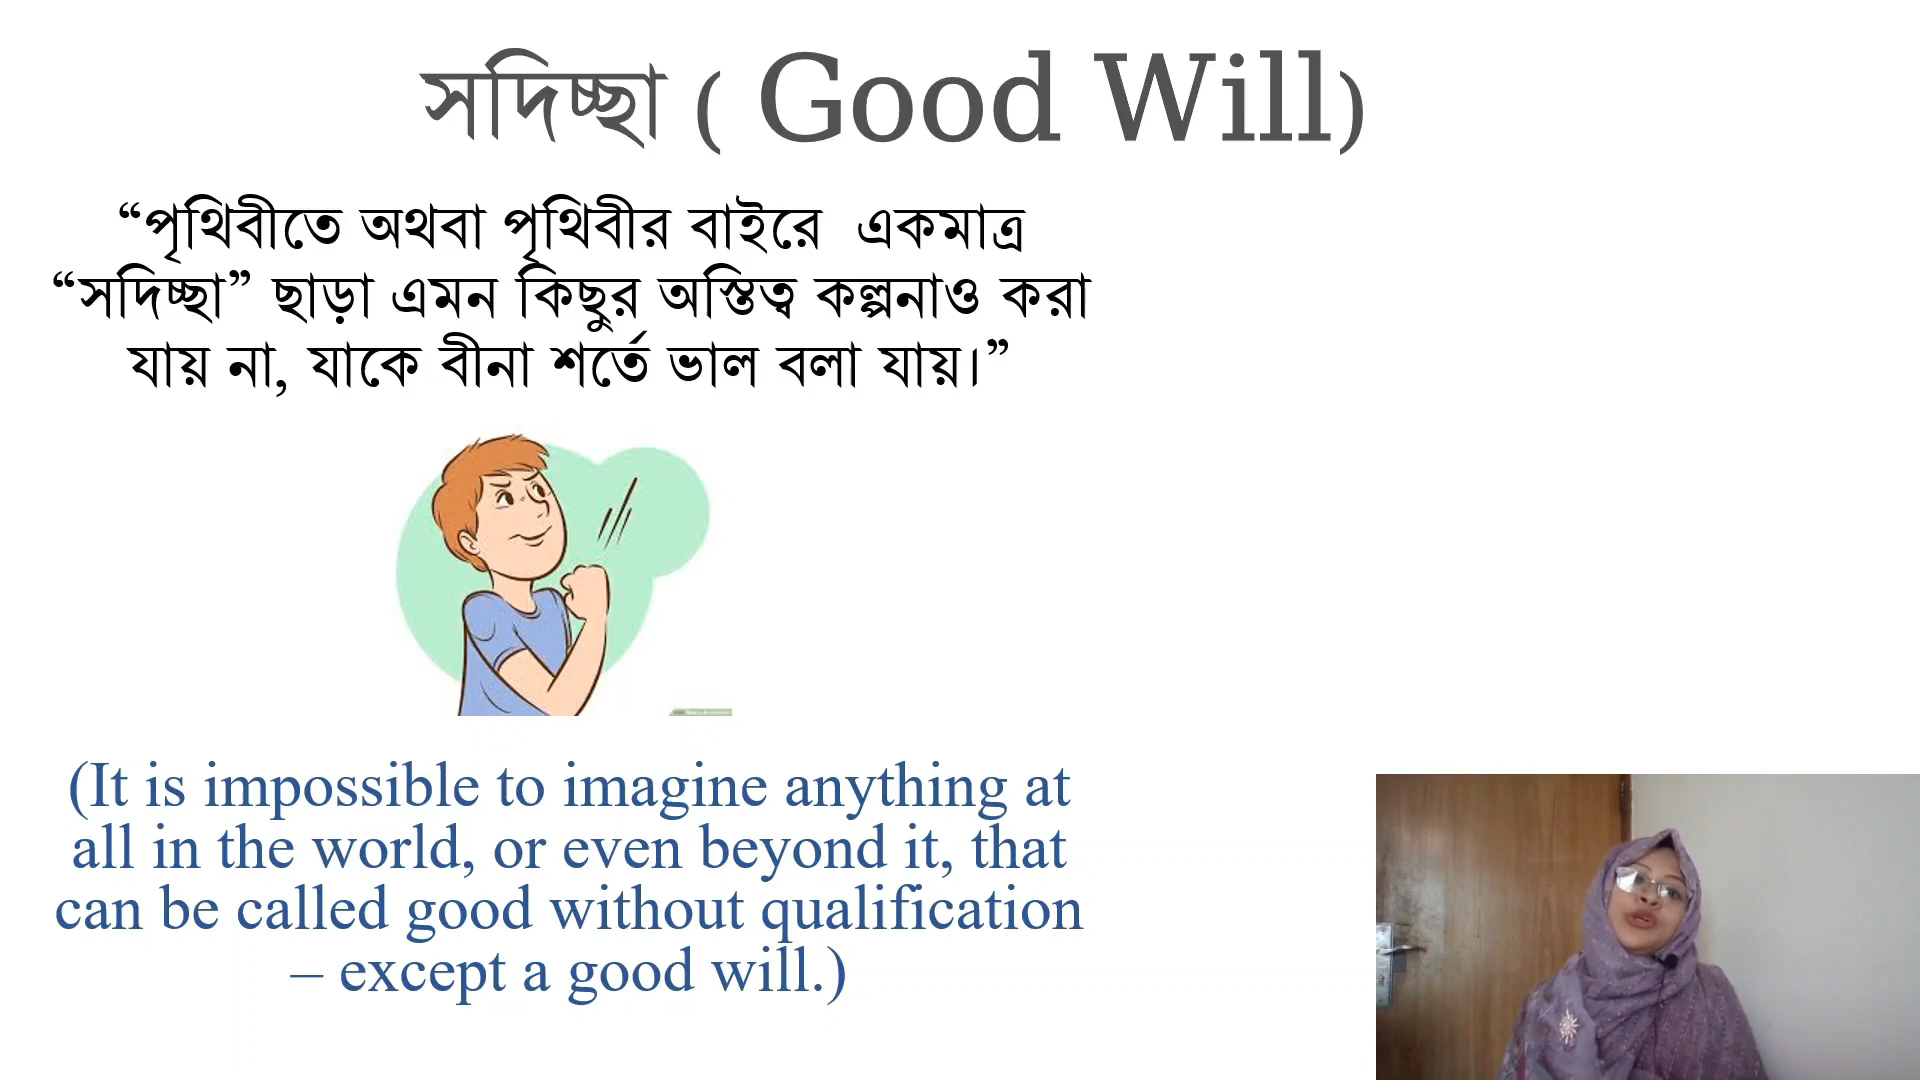 সদিচ্ছা ( Good Will)
“পৃথিবীতে অথবা পৃথিবীর বাইরে একমাত্র
“সদিচ্ছা” ছাড়া এমন কিছুর অস্তিত্ব কল্পনাও করা
যায় না, যাকে বীনা শর্তে ভাল বলা যায়।”
(It is impossible to imagine anything at
all in the world, or even beyond it, that
can be called good without qualification
– except a good will.)